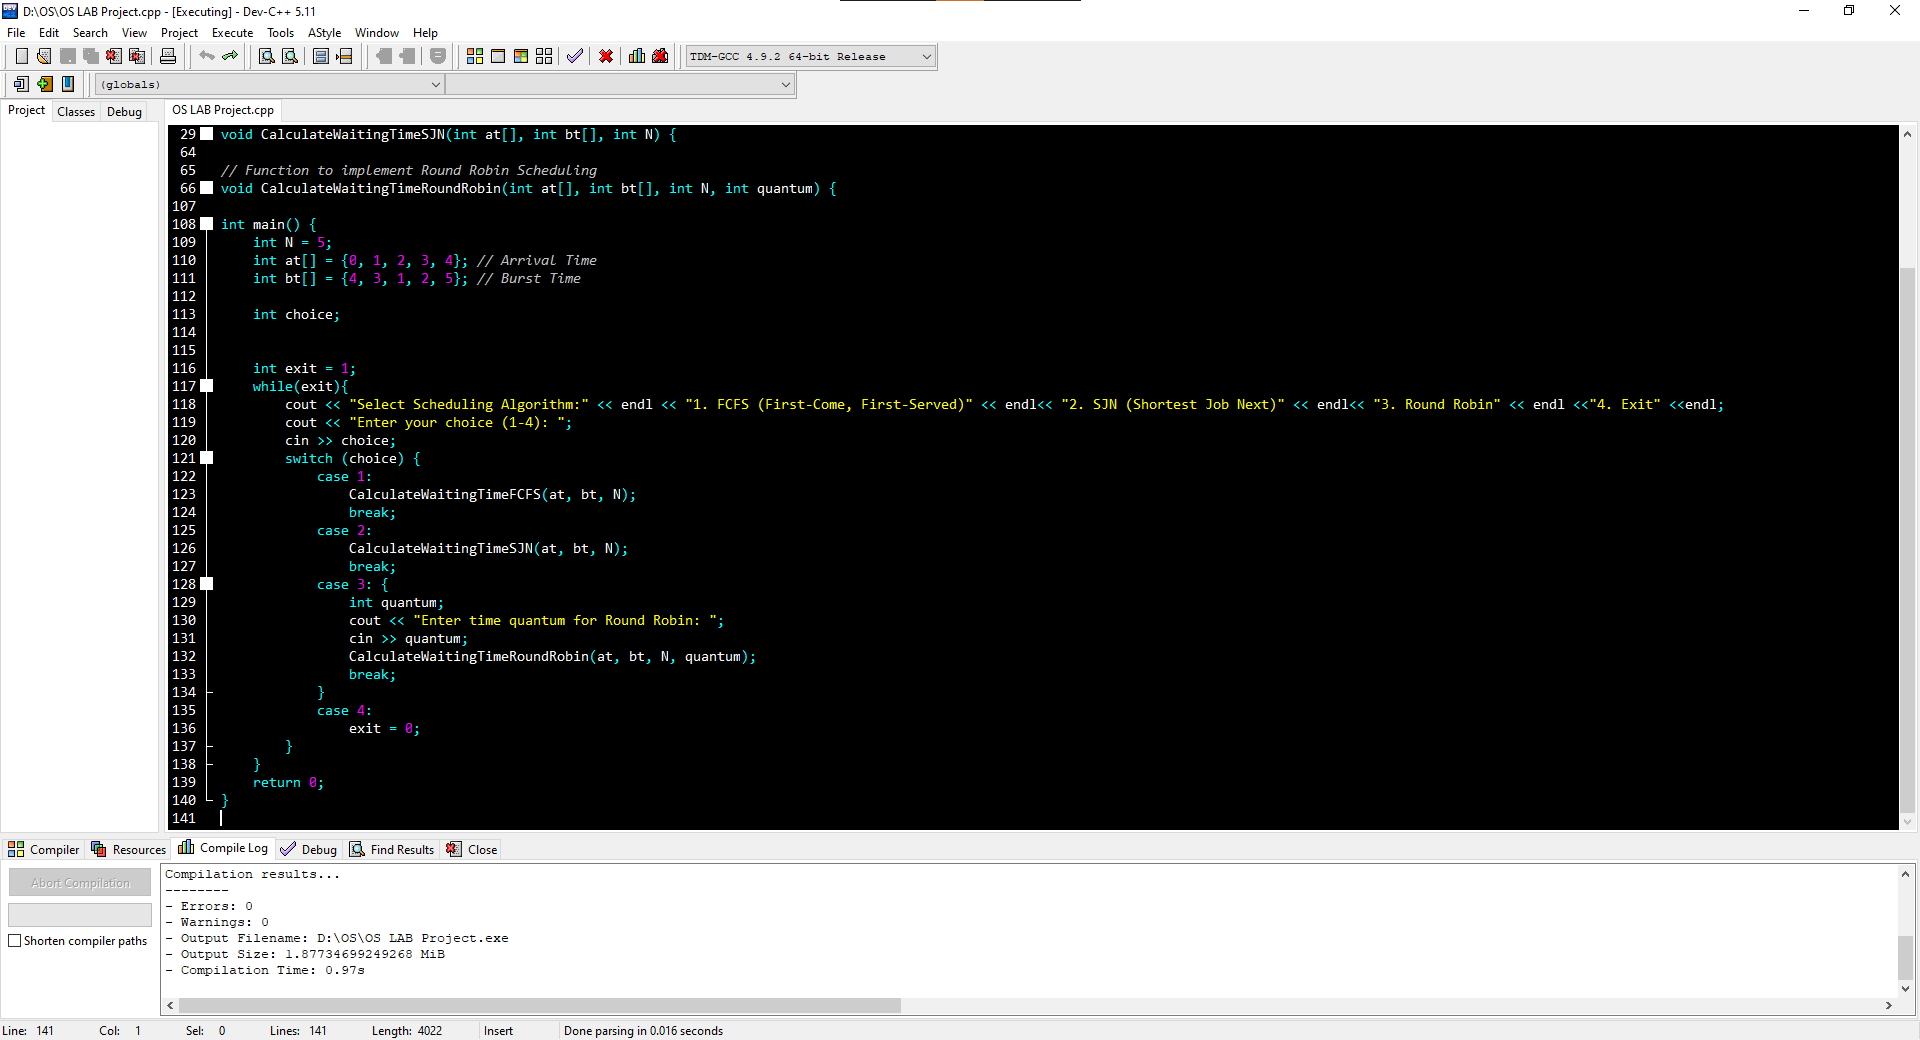 D:\OS\OS LAB Project.cpp - [Executing] - Dev-C++ 5.11
File Edit Search View Project Execute Tools AStyle Window Help
TDM-GCC 4.9.2 64-bit Release
(globals)
Project Classes Debug
OS LAB Project.cpp
29 void CalculateWaitingTimeSJN(int at[], int bt[], int N) {
64
65 // Function to implement Round Robin Scheduling
66 void CalculateWaitingTimeRoundRobin(int at[], int bt[], int N, int quantum) {
107
108 int main() {
109 int N = 5;
110 int at[] = {0, 1, 2, 3, 4}; // Arrival Time
111 int bt[] = {4, 3, 1, 2, 5}; // Burst Time
112
113 int choice;
114
115
116 int exit = 1;
117 while(exit){
118 cout << "Select Scheduling Algorithm:" << endl << "1. FCFS (First-Come, First-Served)" << endl<< "2. SJN (Shortest Job Next)" << endl<< "3. Round Robin" << endl <<"4. Exit" <<endl;
119 cout << "Enter your choice (1-4): ";
120 cin >> choice;
121 switch (choice) {
122 case 1:
123 CalculateWaitingTimeFCFS(at, bt, N);
124 break;
125 case 2:
126 CalculateWaitingTimeSJN(at, bt, N);
127 break;
128 case 3: {
129 int quantum;
130 cout << "Enter time quantum for Round Robin: ";
131 cin >> quantum;
132 CalculateWaitingTimeRoundRobin(at, bt, N, quantum);
133 break;
134 }
135 case 4:
136 exit = 0;
137 }
138 }
139 return 0;
140 }
141
Compiler Resources Compile Log Debug Find Results Close
Abort Compilation
Shorten compiler paths
Compilation results...
--------
- Errors: 0
- Warnings: 0
- Output Filename: D:\OS\OS LAB Project.exe
- Output Size: 1.87734699249268 MiB
- Compilation Time: 0.97s
Line: 141 Col: 1 Sel: 0 Lines: 141 Length: 4022 Insert Done parsing in 0.016 seconds